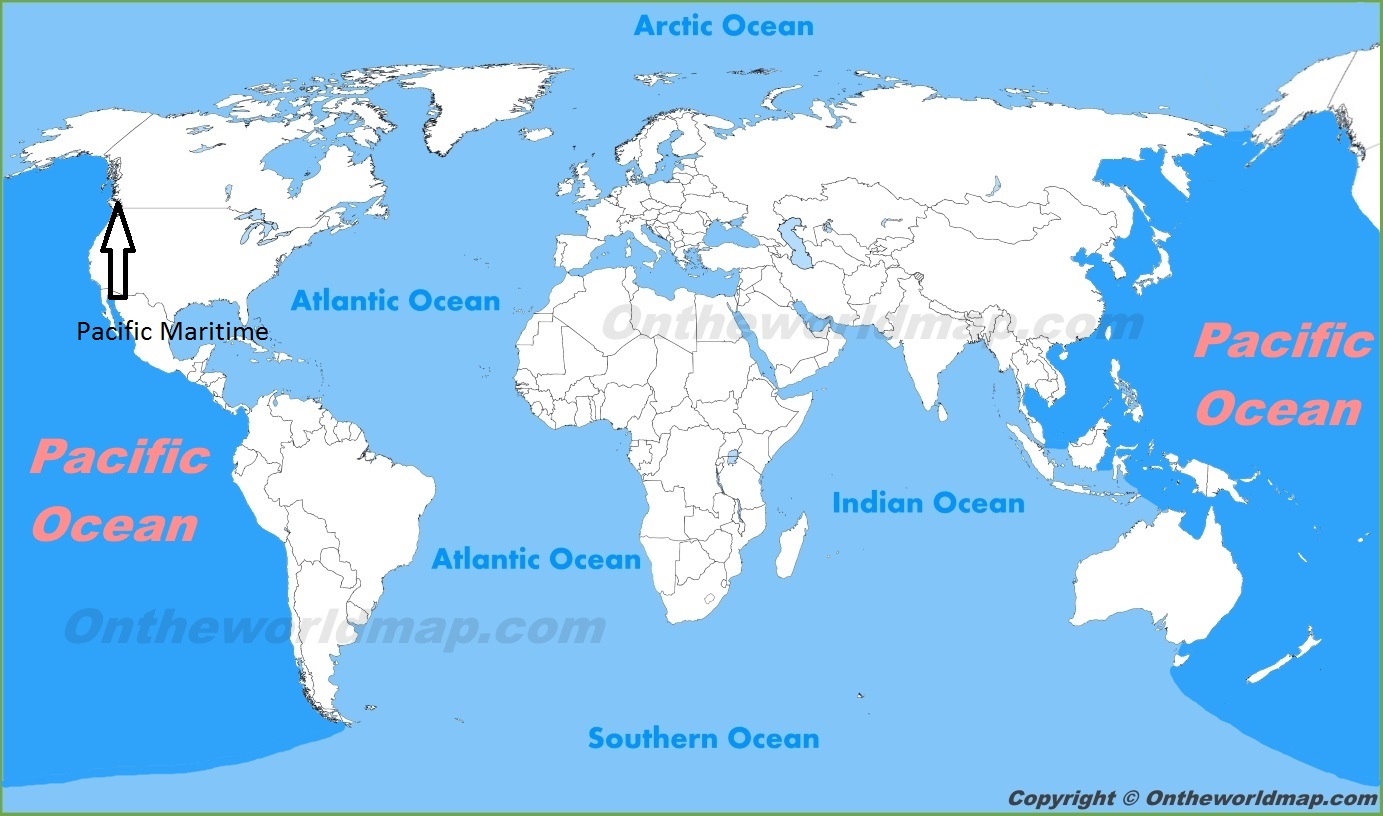 Arctic Ocean
Atlantic Ocean
Ontheworldmap.com
Pacific Maritime
Pacific
Ocean
Pacific
Ocean
Indian Ocean
Atlantic Ocean
Ontheworldmap.com
Southern Ocean
Copyright © Ontheworldmap.com